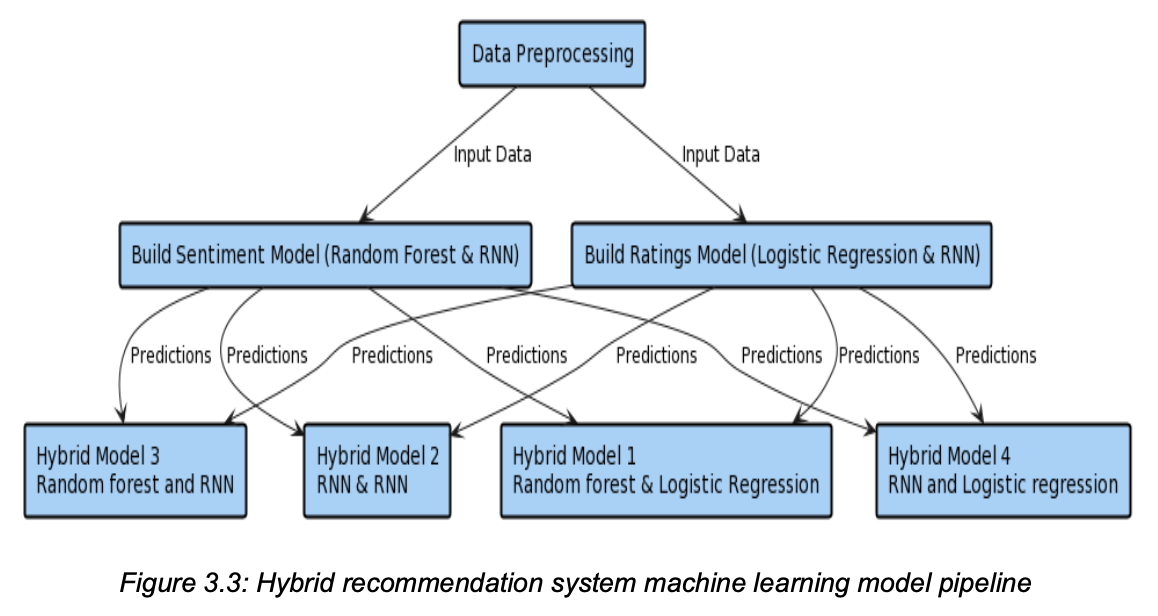 Data Preprocessing
Input Data
Input Data
Build Sentiment Model (Random Forest & RNN)
Build Ratings Model (Logistic Regression & RNN)
Predictions
Predictions
Predictions
Predictions
Predictions
Predictions
Predictions
Predictions
Hybrid Model 3
Random forest and RNN
Hybrid Model 2
RNN & RNN
Hybrid Model 1
Random forest & Logistic Regression
Hybrid Model 4
RNN and Logistic regression
Figure 3.3: Hybrid recommendation system machine learning model pipeline